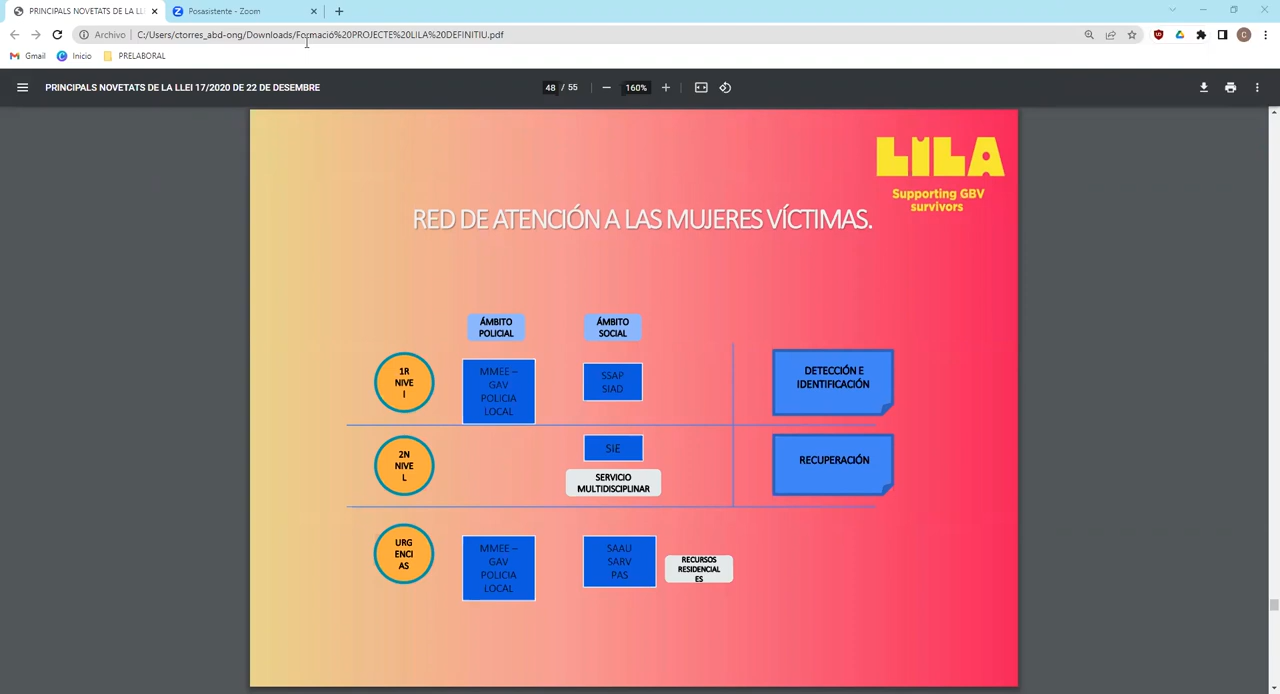 PRINCIPALS NOVETATS DE LA LLEI
Posasistente - Zoom
Archivo C:/Users/ctorres_abd-ong/Downloads/Formació%20PROJECTE%20LILA%20DEFINITIU.pdf
Gmail Inicio PRELABORAL
PRINCIPALS NOVETATS DE LA LLEI 17/2020 DE 22 DE DESEMBRE
48 / 55
160%
LILA
Supporting GBV
survivors
RED DE ATENCIÓN A LAS MUJERES VÍCTIMAS.
ÁMBITO
POLICIAL
ÁMBITO
SOCIAL
1R
NIVE
l
MMEE –
GAV
POLICIA
LOCAL
SSAP
SIAD
DETECCIÓN E
IDENTIFICACIÓN
2N
NIVE
L
SIE
SERVICIO
MULTIDISCIPLINAR
RECUPERACIÓN
URG
ENCI
AS
MMEE –
GAV
POLICIA
LOCAL
SAAU
SARV
PAS
RECURSOS
RESIDENCIAL
ES